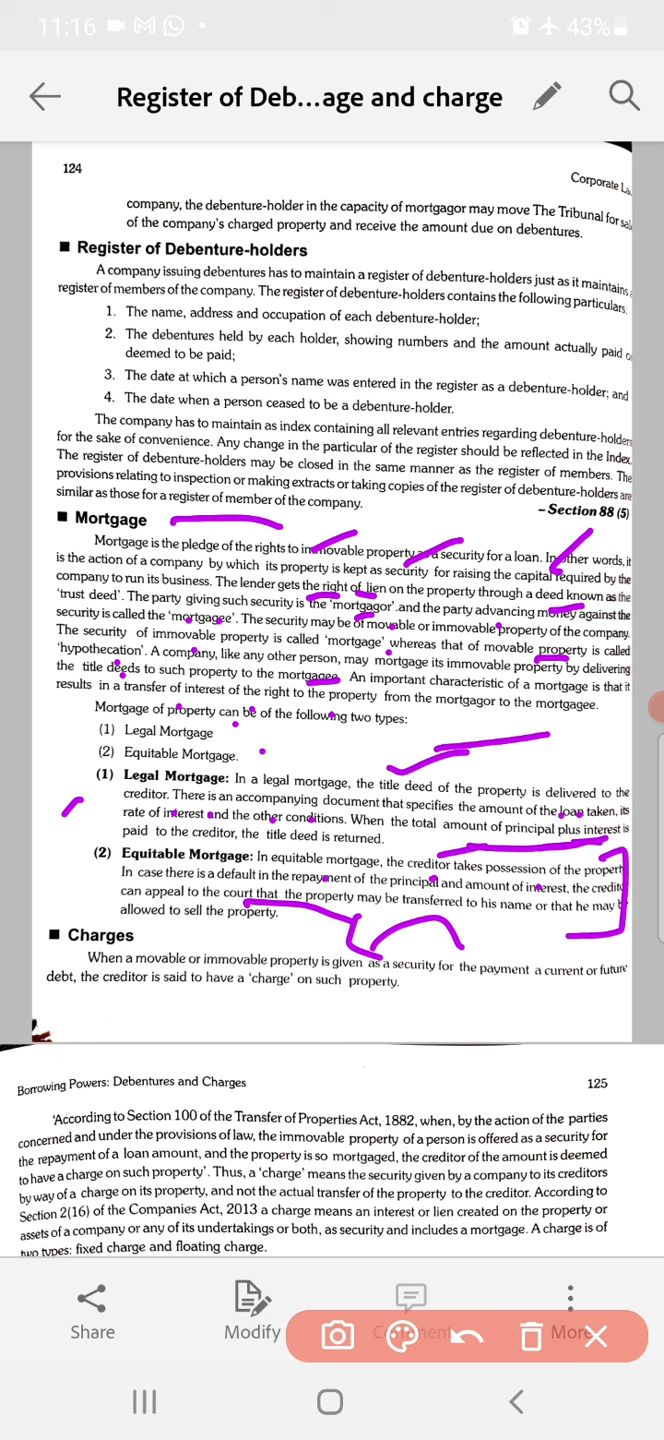 11:16
43%
Register of Deb...age and charge
124
Corporate La
company, the debenture-holder in the capacity of mortgagor may move The Tribunal for sal
of the company's charged property and receive the amount due on debentures.
■ Register of Debenture-holders
A company issuing debentures has to maintain a register of debenture-holders just as it maintains
register of members of the company. The register of debenture-holders contains the following particulars:
1. The name, address and occupation of each debenture-holder;
2. The debentures held by each holder, showing numbers and the amount actually paid o
deemed to be paid;
3. The date at which a person's name was entered in the register as a debenture-holder; and
4. The date when a person ceased to be a debenture-holder.
The company has to maintain as index containing all relevant entries regarding debenture-holders
for the sake of convenience. Any change in the particular of the register should be reflected in the Index.
The register of debenture-holders may be closed in the same manner as the register of members. The
provisions relating to inspection or making extracts or taking copies of the register of debenture-holders are
similar as those for a register of member of the company. – Section 88 (5)
■ Mortgage
Mortgage is the pledge of the rights to immovable property as a security for a loan. In other words, it
is the action of a company by which its property is kept as security for raising the capital required by the
company to run its business. The lender gets the right of lien on the property through a deed known as the
'trust deed'. The party giving such security is the 'mortgagor' and the party advancing money against the
security is called the 'mortgagee'. The security may be of movable or immovable property of the company.
The security of immovable property is called 'mortgage' whereas that of movable property is called
'hypothecation'. A company, like any other person, may mortgage its immovable property by delivering
the title deeds to such property to the mortgagee. An important characteristic of a mortgage is that it
results in a transfer of interest of the right to the property from the mortgagor to the mortgagee.
Mortgage of property can be of the following two types:
(1) Legal Mortgage
(2) Equitable Mortgage.
(1) Legal Mortgage: In a legal mortgage, the title deed of the property is delivered to the
creditor. There is an accompanying document that specifies the amount of the loan taken, its
rate of interest and the other conditions. When the total amount of principal plus interest is
paid to the creditor, the title deed is returned.
(2) Equitable Mortgage: In equitable mortgage, the creditor takes possession of the propert
In case there is a default in the repayment of the principal and amount of interest, the credito
can appeal to the court that the property may be transferred to his name or that he may b
allowed to sell the property.
■ Charges
When a movable or immovable property is given as a security for the payment a current or future
debt, the creditor is said to have a 'charge' on such property.
Borrowing Powers: Debentures and Charges 125
'According to Section 100 of the Transfer of Properties Act, 1882, when, by the action of the parties
concerned and under the provisions of law, the immovable property of a person is offered as a security for
the repayment of a loan amount, and the property is so mortgaged, the creditor of the amount is deemed
to have a charge on such property'. Thus, a 'charge' means the security given by a company to its creditors
by way of a charge on its property, and not the actual transfer of the property to the creditor. According to
Section 2(16) of the Companies Act, 2013 a charge means an interest or lien created on the property or
assets of a company or any of its undertakings or both, as security and includes a mortgage. A charge is of
two types: fixed charge and floating charge.
Share Modify Comment More